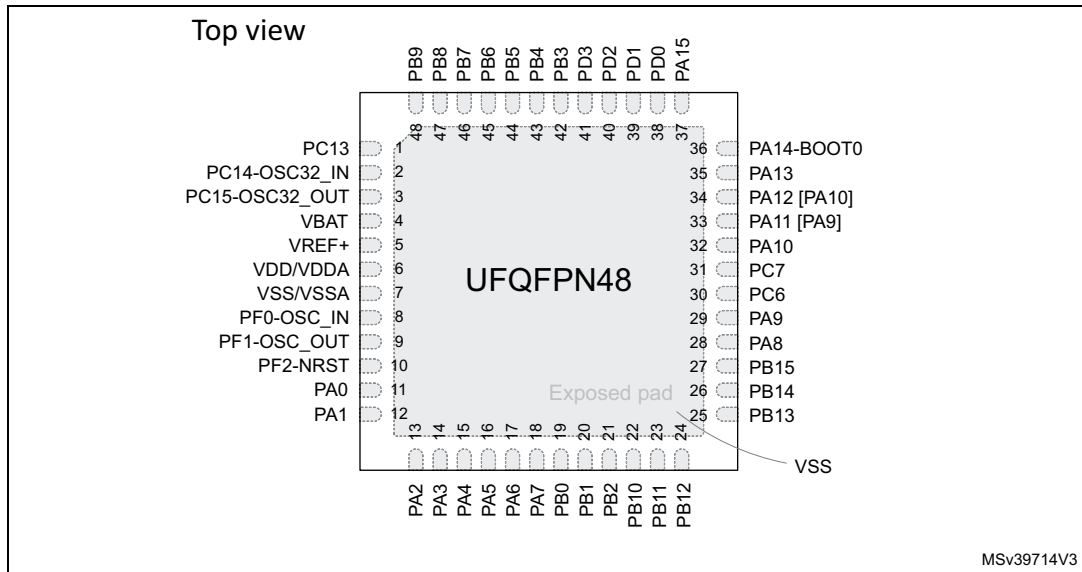 Top view
PB9
PB8
PB7
PB6
PB5
PB4
PB3
PD3
PD2
PD1
PD0
PA15
48
47
46
45
44
43
42
41
40
39
38
37
PC13 1
PC14-OSC32_IN 2
PC15-OSC32_OUT 3
VBAT 4
VREF+ 5
VDD/VDDA 6
VSS/VSSA 7
PF0-OSC_IN 8
PF1-OSC_OUT 9
PF2-NRST 10
PA0 11
PA1 12
UFQFPN48
Exposed pad
36 PA14-BOOT0
35 PA13
34 PA12 [PA10]
33 PA11 [PA9]
32 PA10
31 PC7
30 PC6
29 PA9
28 PA8
27 PB15
26 PB14
25 PB13
VSS
13
14
15
16
17
18
19
20
21
22
23
24
PA2
PA3
PA4
PA5
PA6
PA7
PB0
PB1
PB2
PB10
PB11
PB12
MSv39714V3